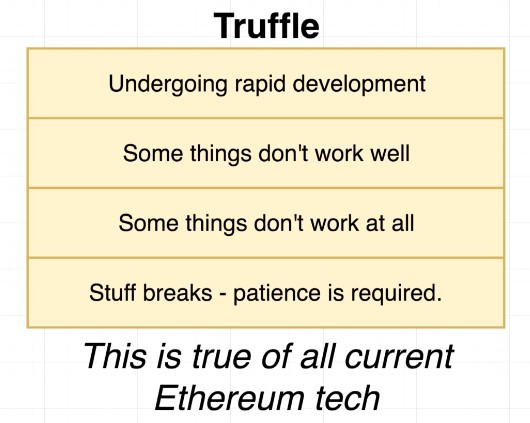 Truffle
Undergoing rapid development
Some things don't work well
Some things don't work at all
Stuff breaks - patience is required.
This is true of all current
Ethereum tech